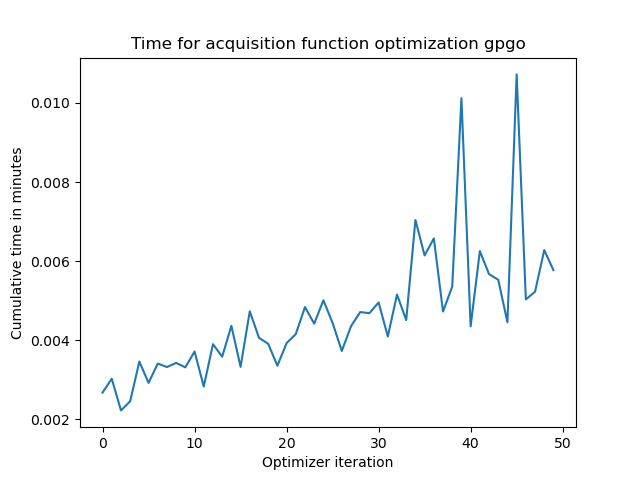 Time for acquisition function optimization gpgo
Cumulative time in minutes
0.010
0.008
0.006
0.004
0.002
0 10 20 30 40 50
Optimizer iteration